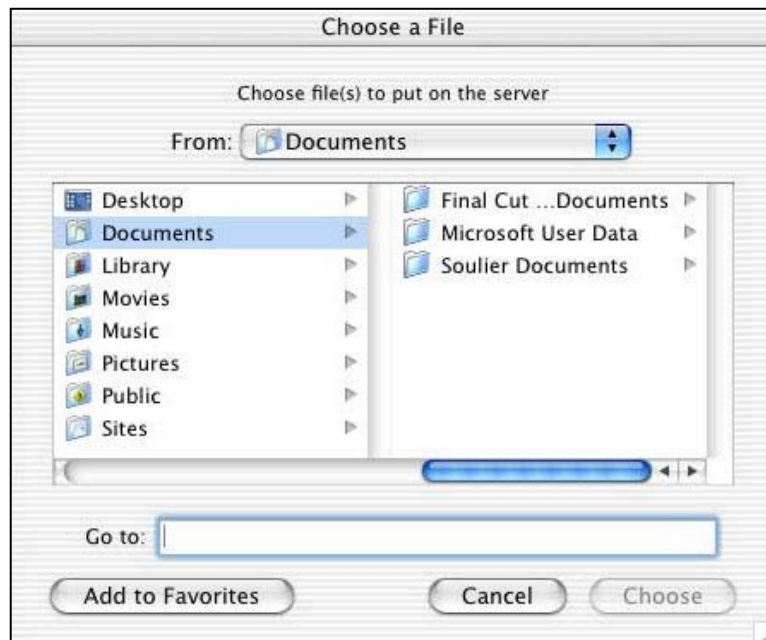 Choose a File
Choose file(s) to put on the server
From: Documents
Desktop
Documents
Library
Movies
Music
Pictures
Public
Sites
Final Cut ...Documents
Microsoft User Data
Soulier Documents
Go to:
Add to Favorites
Cancel
Choose